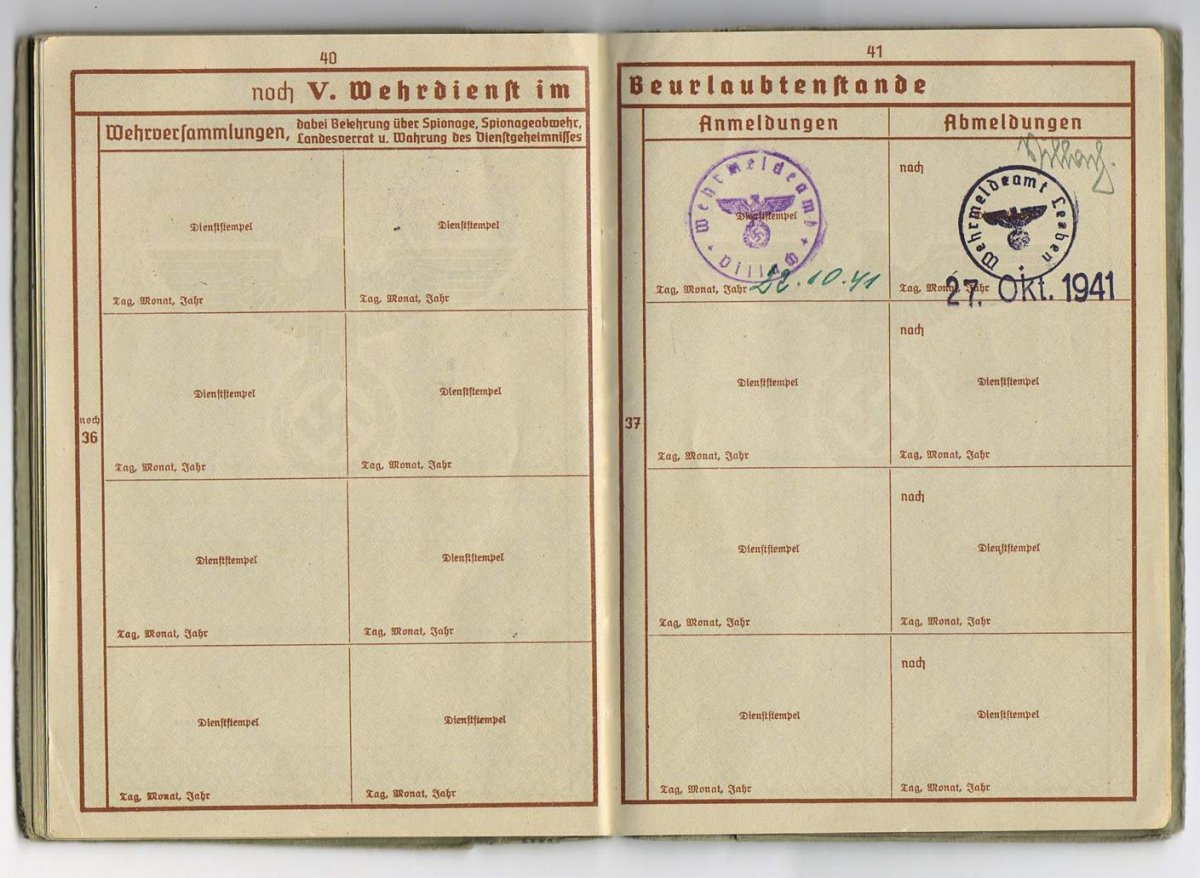 40
noch V. Wehrdienst im
Wehrversammlungen, dabei Belehrung über Spionage, Spionageabwehr,
Landesverrat u. Wahrung des Dienstgeheimnisses
Dienststempel Dienststempel
Tag, Monat, Jahr Tag, Monat, Jahr
Dienststempel Dienststempel
noch
36
Tag, Monat, Jahr Tag, Monat, Jahr
Dienststempel Dienststempel
Tag, Monat, Jahr Tag, Monat, Jahr
Dienststempel Dienststempel
Tag, Monat, Jahr Tag, Monat, Jahr
41
Beurlaubtenstande
Anmeldungen Abmeldungen
nach Villach.
Wehrmeldeamt
Dienststempel
Wehrmeldeamt Leoben
Tag, Monat, Jahr 22.10.41 Tag, Monat, Jahr
27. Okt. 1941
nach
Dienststempel Dienststempel
37
Tag, Monat, Jahr Tag, Monat, Jahr
nach
Dienststempel Dienststempel
Tag, Monat, Jahr Tag, Monat, Jahr
nach
Dienststempel Dienststempel
Tag, Monat, Jahr Tag, Monat, Jahr